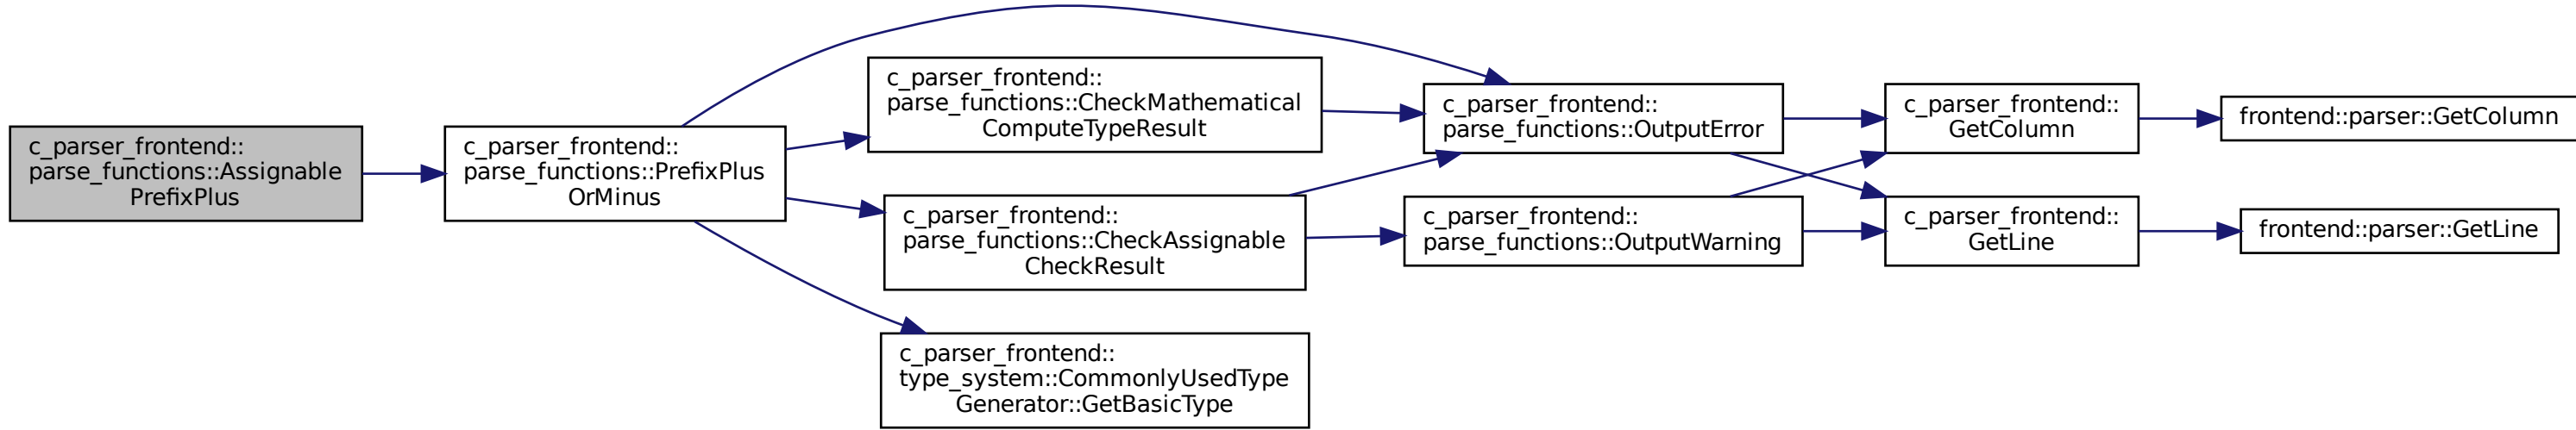 c_parser_frontend::
parse_functions::Assignable
PrefixPlus
c_parser_frontend::
parse_functions::PrefixPlus
OrMinus
c_parser_frontend::
parse_functions::CheckMathematical
ComputeTypeResult
c_parser_frontend::
parse_functions::CheckAssignable
CheckResult
c_parser_frontend::
type_system::CommonlyUsedType
Generator::GetBasicType
c_parser_frontend::
parse_functions::OutputError
c_parser_frontend::
parse_functions::OutputWarning
c_parser_frontend::
GetColumn
c_parser_frontend::
GetLine
frontend::parser::GetColumn
frontend::parser::GetLine